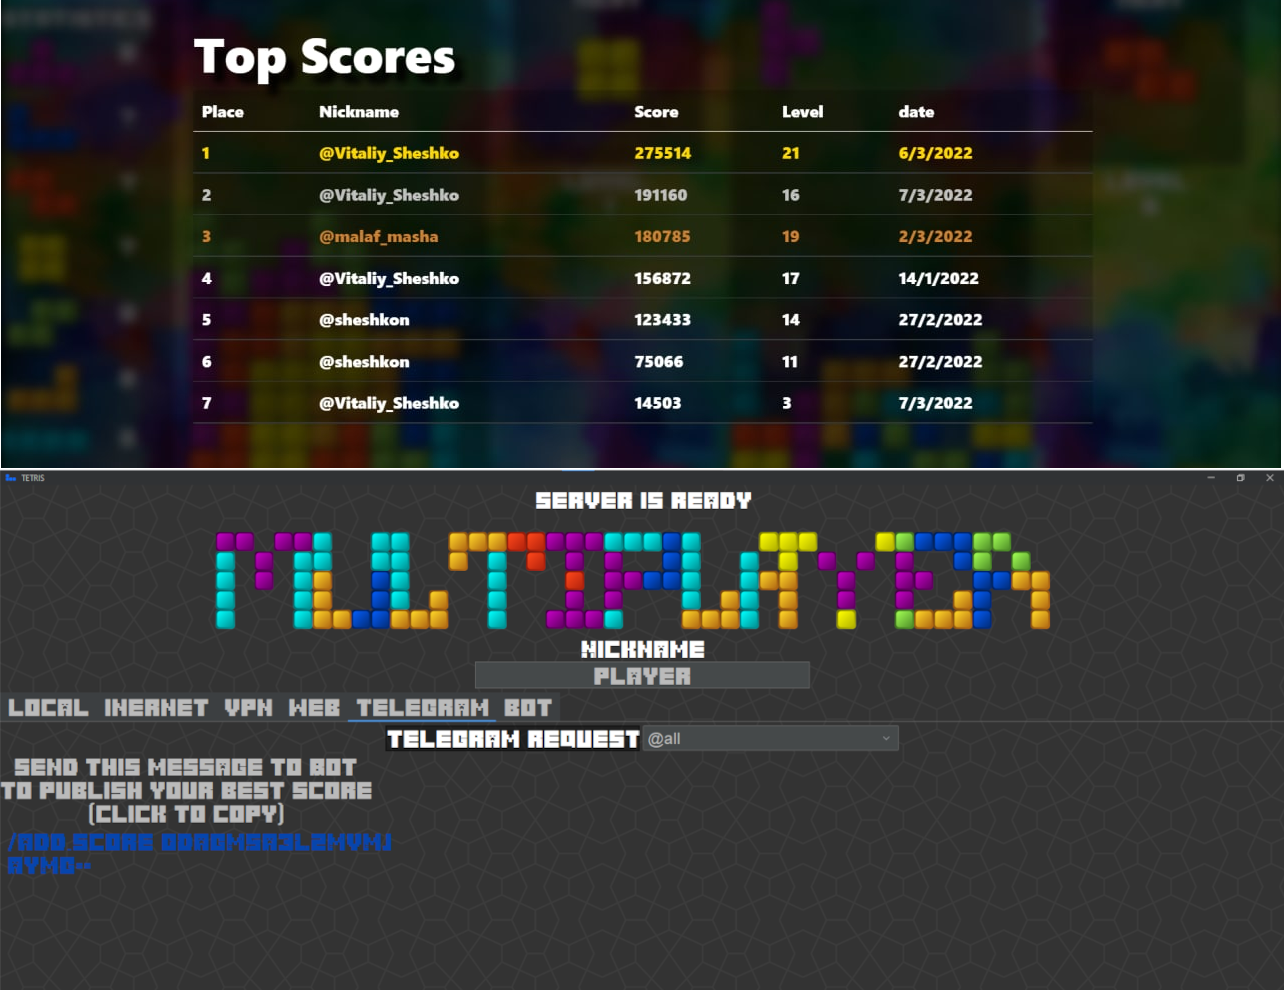 Top Scores
Place Nickname Score Level date
1 @Vitaliy_Sheshko 275514 21 6/3/2022
2 @Vitaliy_Sheshko 191160 16 7/3/2022
3 @malaf_masha 180785 19 2/3/2022
4 @Vitaliy_Sheshko 156872 17 14/1/2022
5 @sheshkon 123433 14 27/2/2022
6 @sheshkon 75066 11 27/2/2022
7 @Vitaliy_Sheshko 14503 3 7/3/2022
TETRIS
SERVER IS READY
MULTIPLAYER
NICKNAME
PLAYER
LOCAL INERNET VPN WEB TELEGRAM BOT
TELEGRAM REQUEST @all
SEND THIS MESSAGE TO BOT
TO PUBLISH YOUR BEST SCORE
(CLICK TO COPY)